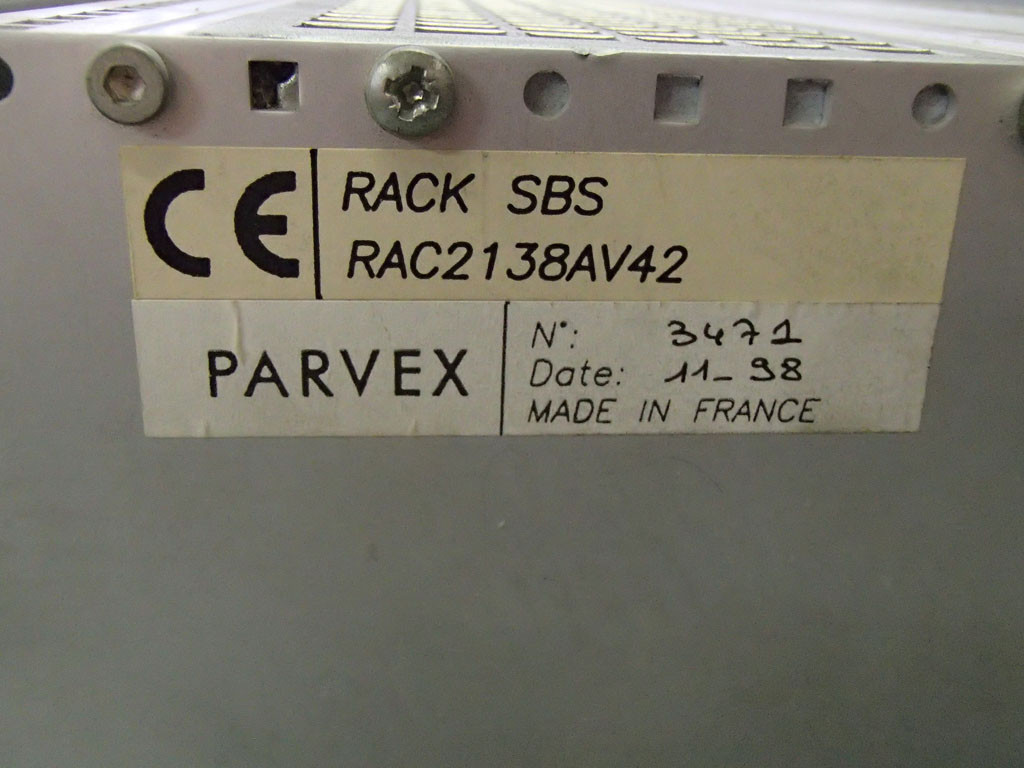 CE RACK SBS
RAC2138AV42
PARVEX
N°: 3471
Date: 11_98
MADE IN FRANCE